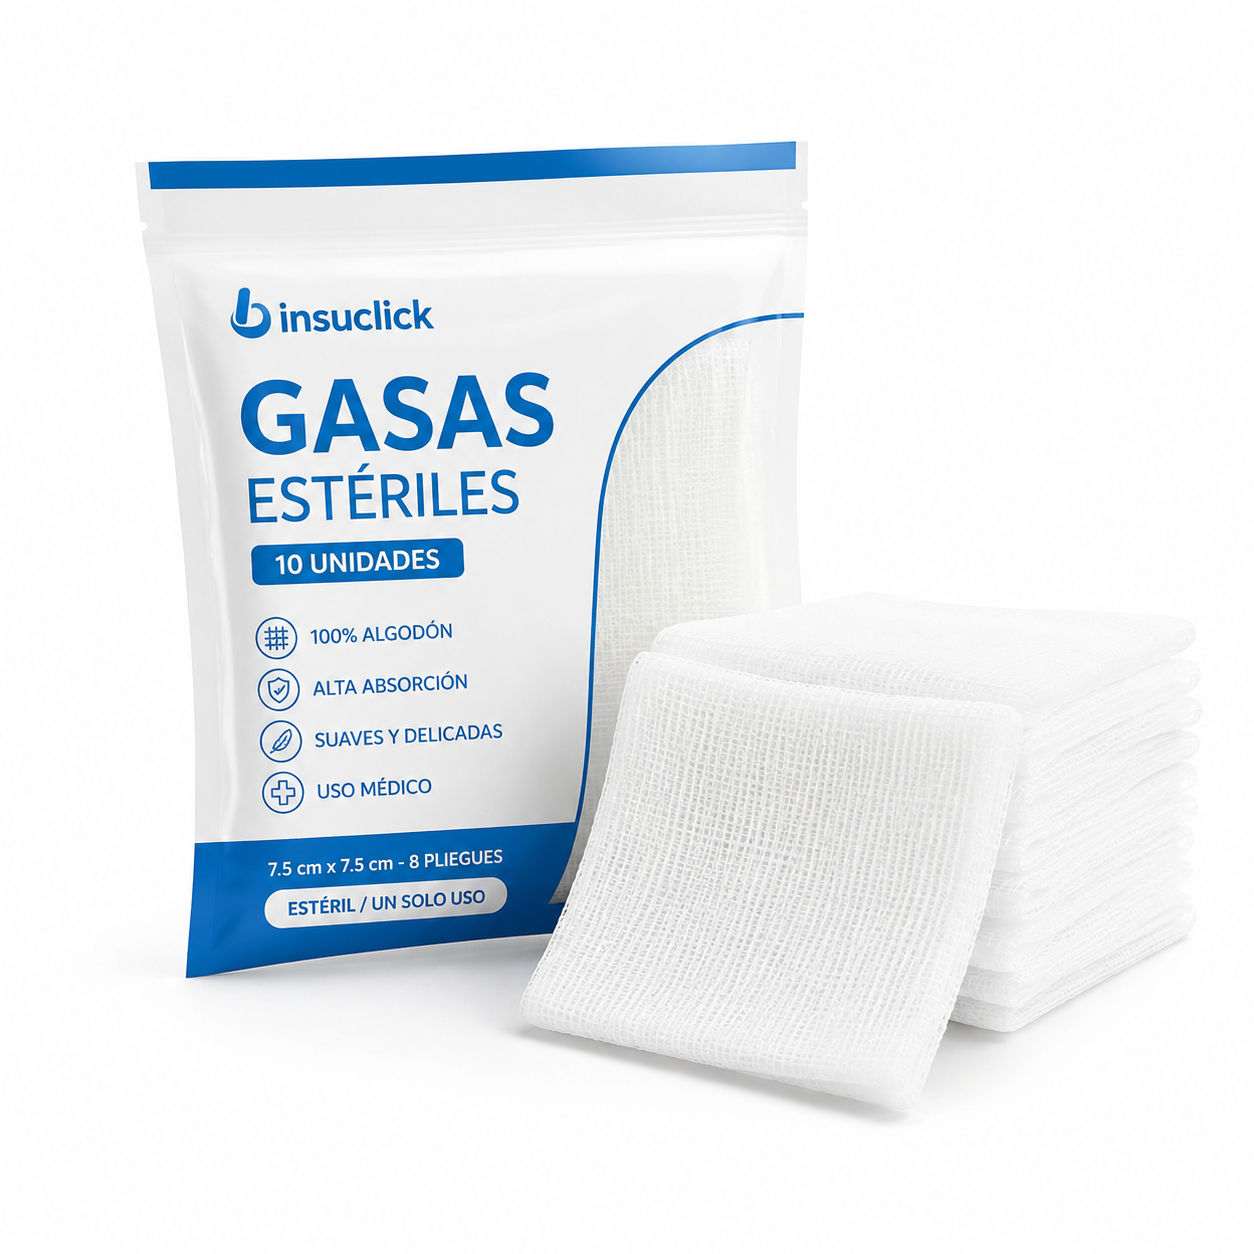 insuclick
GASAS
ESTÉRILES
10 UNIDADES
100% ALGODÓN
ALTA ABSORCIÓN
SUAVES Y DELICADAS
USO MÉDICO
7.5 cm x 7.5 cm - 8 PLIEGUES
ESTÉRIL / UN SOLO USO